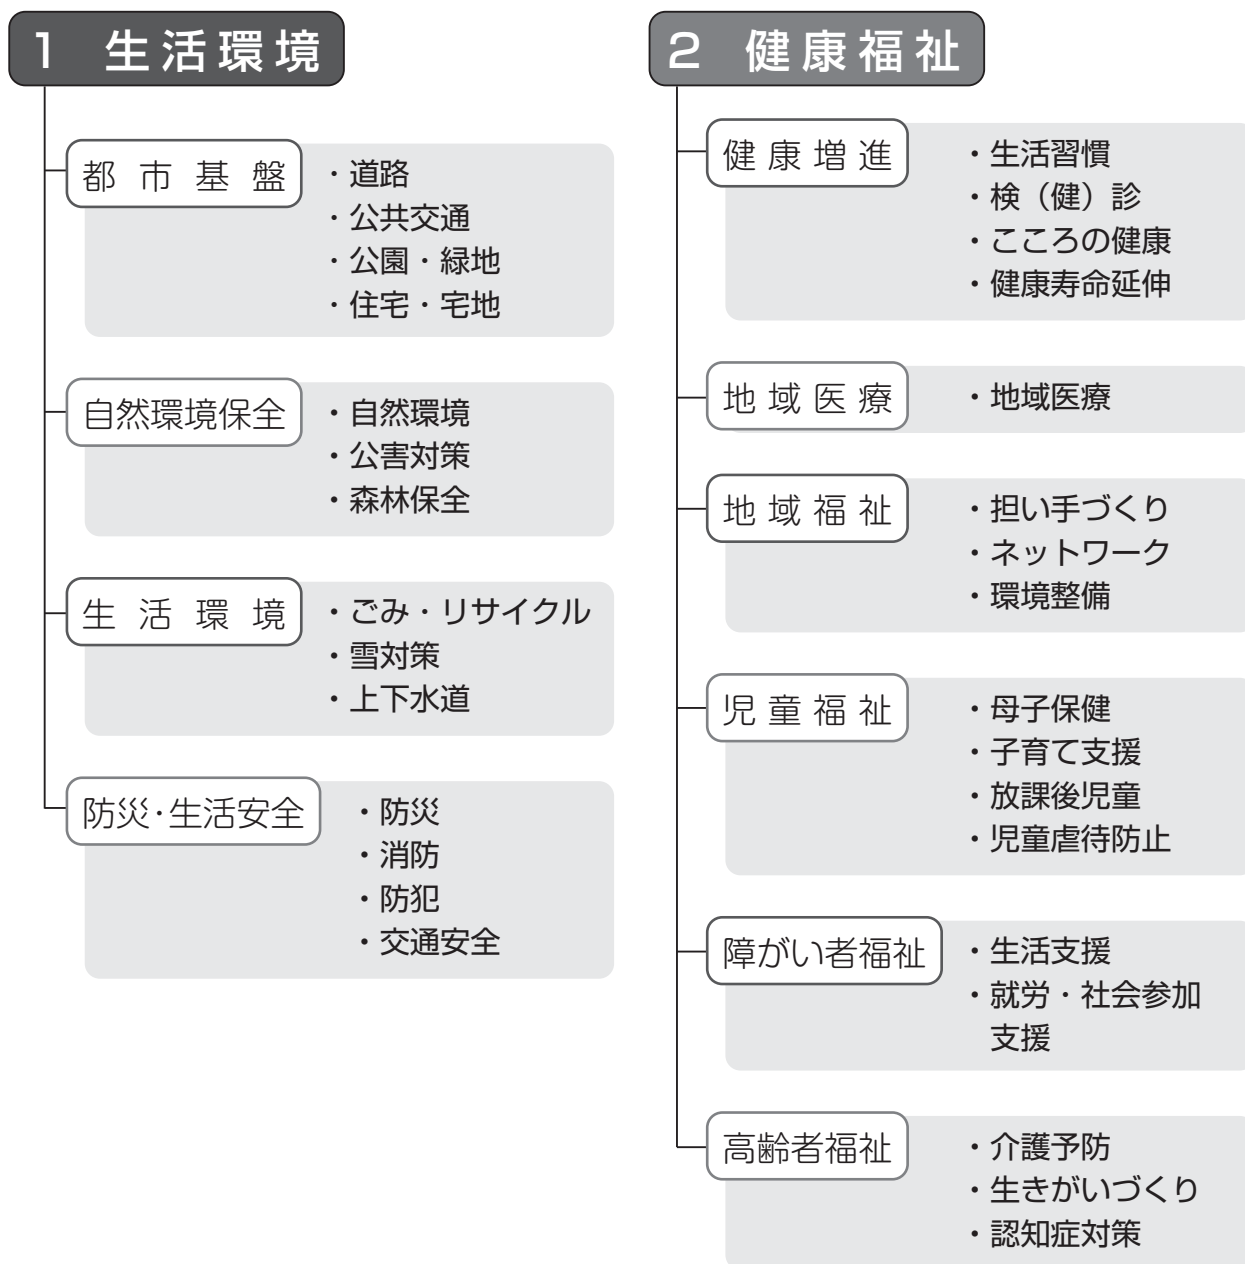 1 生活環境
都市基盤
・道路
・公共交通
・公園・緑地
・住宅・宅地
自然環境保全
・自然環境
・公害対策
・森林保全
生活環境
・ごみ・リサイクル
・雪対策
・上下水道
防災・生活安全
・防災
・消防
・防犯
・交通安全
2 健康福祉
健康増進
・生活習慣
・検（健）診
・こころの健康
・健康寿命延伸
地域医療
・地域医療
地域福祉
・担い手づくり
・ネットワーク
・環境整備
児童福祉
・母子保健
・子育て支援
・放課後児童
・児童虐待防止
障がい者福祉
・生活支援
・就労・社会参加
支援
高齢者福祉
・介護予防
・生きがいづくり
・認知症対策